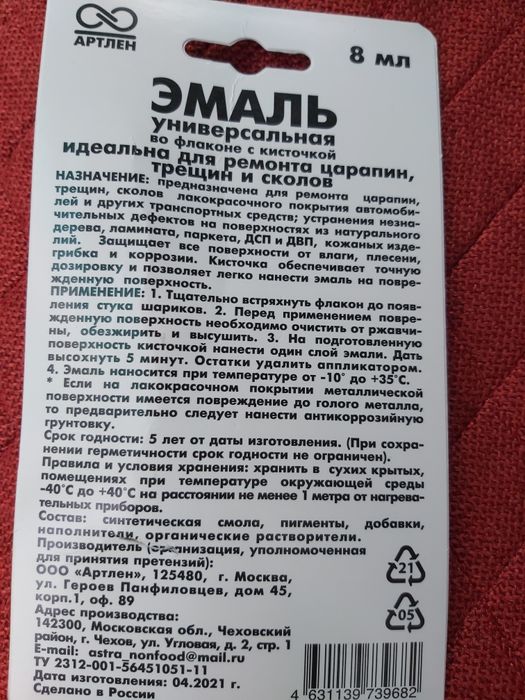 АРТЛЕН
8 мл
ЭМАЛЬ
универсальная
во флаконе с кисточкой
идеальна для ремонта царапин,
трещин и сколов
НАЗНАЧЕНИЕ: предназначена для ремонта царапин,
трещин, сколов лакокрасочного покрытия автомоби-
лей и других транспортных средств; устранения незна-
чительных дефектов на поверхностях из натурального
дерева, ламината, паркета, ДСП и ДВП, кожаных изде-
лий. Защищает все поверхности от влаги, плесени,
грибка и коррозии. Кисточка обеспечивает точную
дозировку и позволяет легко нанести эмаль на повре-
жденную поверхность.
ПРИМЕНЕНИЕ: 1. Тщательно встряхнуть флакон до появ-
ления стука шариков. 2. Перед применением повре-
жденную поверхность необходимо очистить от ржавчи-
ны, обезжирить и высушить. 3. На подготовленную
поверхность кисточкой нанести один слой эмали. Дать
высохнуть 5 минут. Остатки удалить аппликатором.
4. Эмаль наносится при температуре от -10° до +35°С.
* Если на лакокрасочном покрытии металлической
поверхности имеется повреждение до голого металла,
то предварительно следует нанести антикоррозийную
грунтовку.
Срок годности: 5 лет от даты изготовления. (При сохра-
нении герметичности срок годности не ограничен).
Правила и условия хранения: хранить в сухих крытых,
помещениях при температуре окружающей среды
-40°С до +40°С на расстоянии не менее 1 метра от нагрева-
тельных приборов.
Состав: синтетическая смола, пигменты, добавки,
наполнители, органические растворители.
Производитель (организация, уполномоченная
для принятия претензий):
ООО «Артлен», 125480, г. Москва,
ул. Героев Панфиловцев, дом 45,
корп.1, оф. 89
Адрес производства:
142300, Московская обл., Чеховский
район, г. Чехов, ул. Угловая, д. 2, стр. 1
E-mail: astra_nonfood@mail.ru
ТУ 2312-001-56451051-11
Дата изготовления: 04.2021 г.
Сделано в России
21
05
4 631139 739682